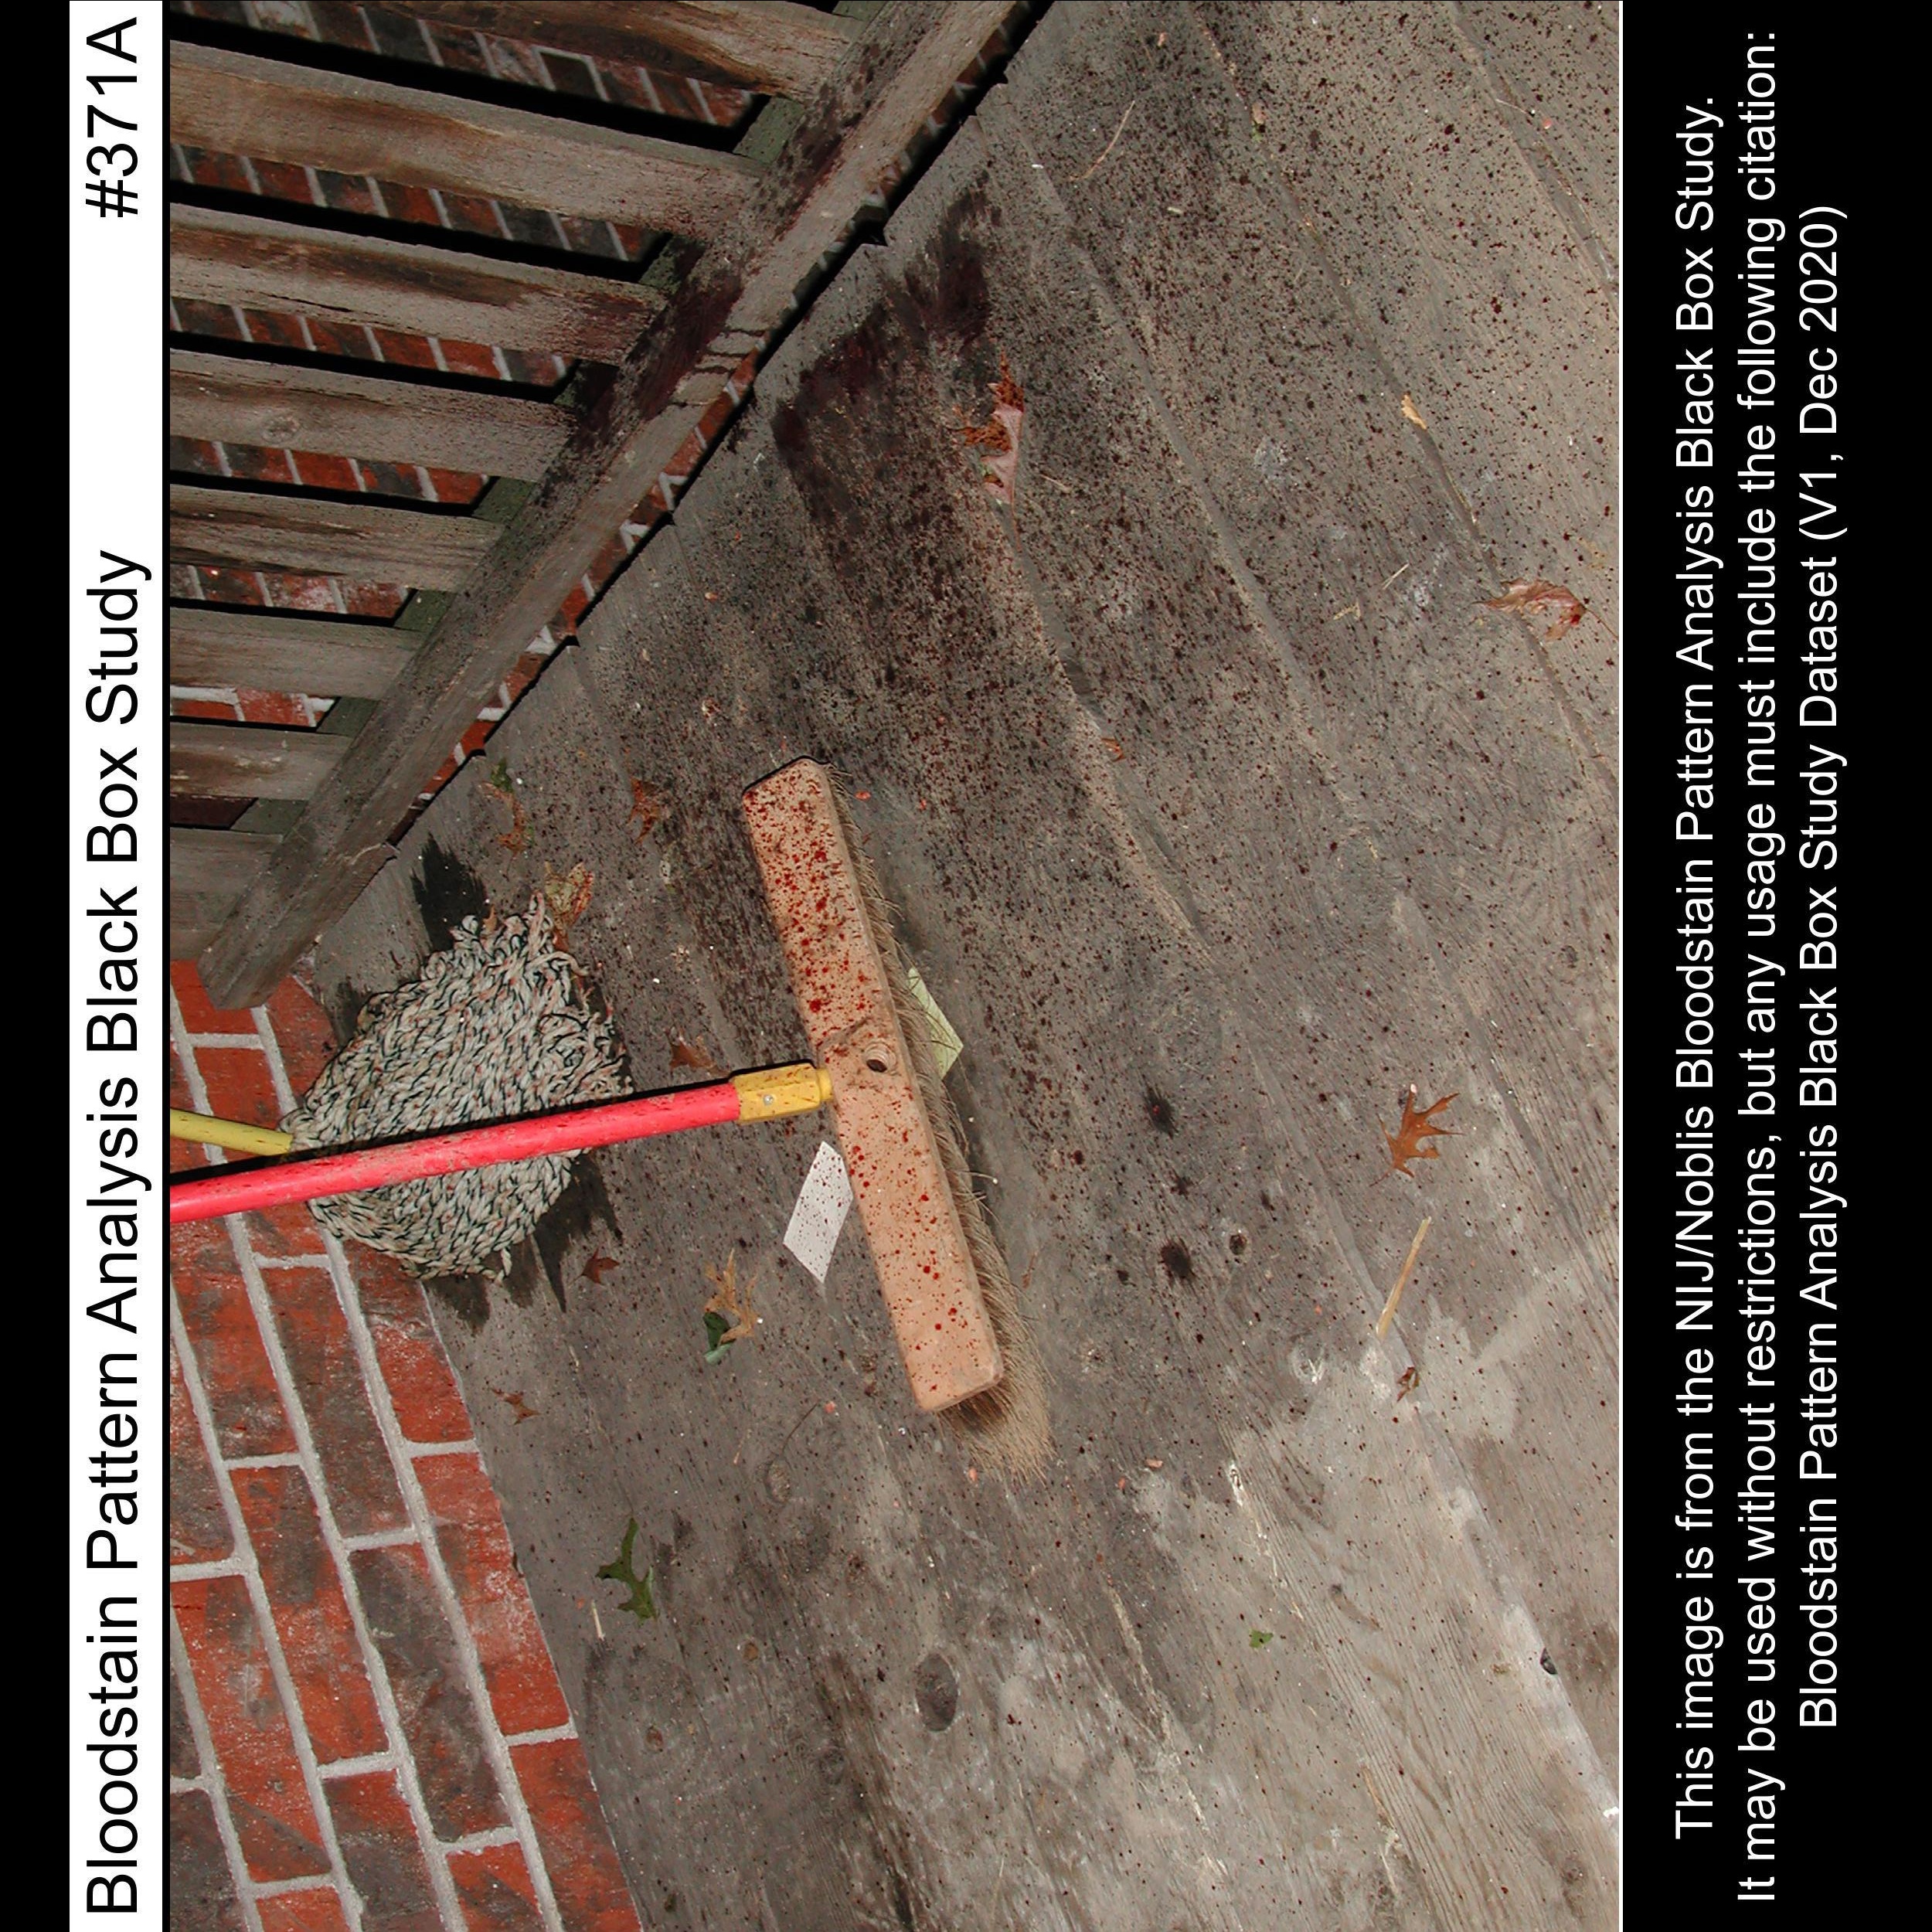 Bloodstain Pattern Analysis Black Box Study #371A
This image is from the NIJ/Noblis Bloodstain Pattern Analysis Black Box Study.
It may be used without restrictions, but any usage must include the following citation:
Bloodstain Pattern Analysis Black Box Study Dataset (V1, Dec 2020)